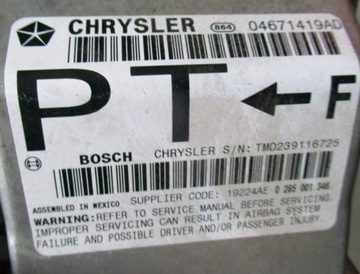 CHRYSLER 864 04671419AD
PT ← F
BOSCH CHRYSLER S/N: TMD239116725
ASSEMBLED IN MEXICO SUPPLIER CODE: 19224AE 0 285 001 346
WARNING: REFER TO SERVICE MANUAL BEFORE SERVICING.
IMPROPER SERVICING CAN RESULT IN AIRBAG SYSTEM
FAILURE AND POSSIBLE DRIVER AND/OR PASSENGER INJURY.